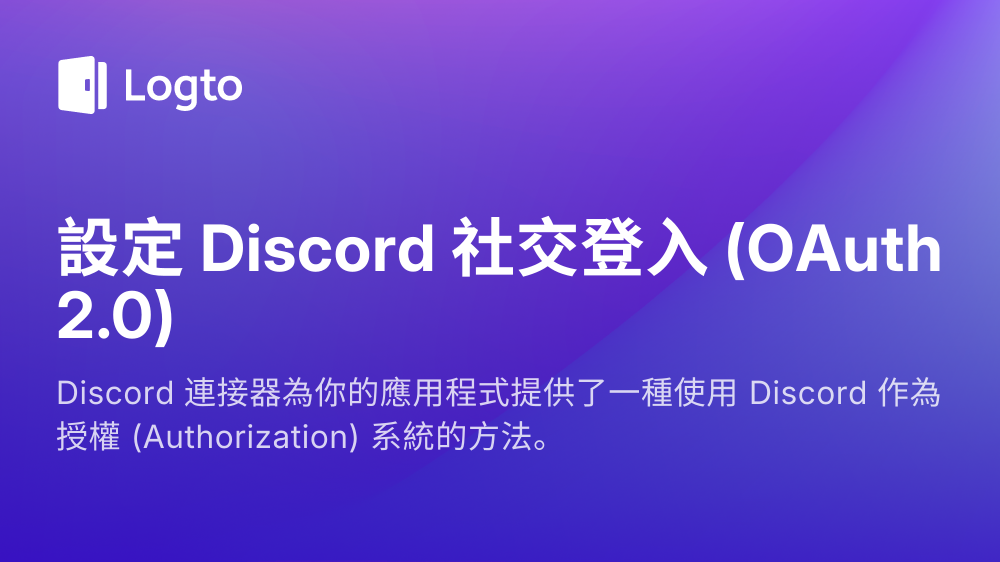 Logto
設定 Discord 社交登入 (OAuth
2.0)
Discord 連接器為你的應用程式提供了一種使用 Discord 作為
授權 (Authorization) 系統的方法。